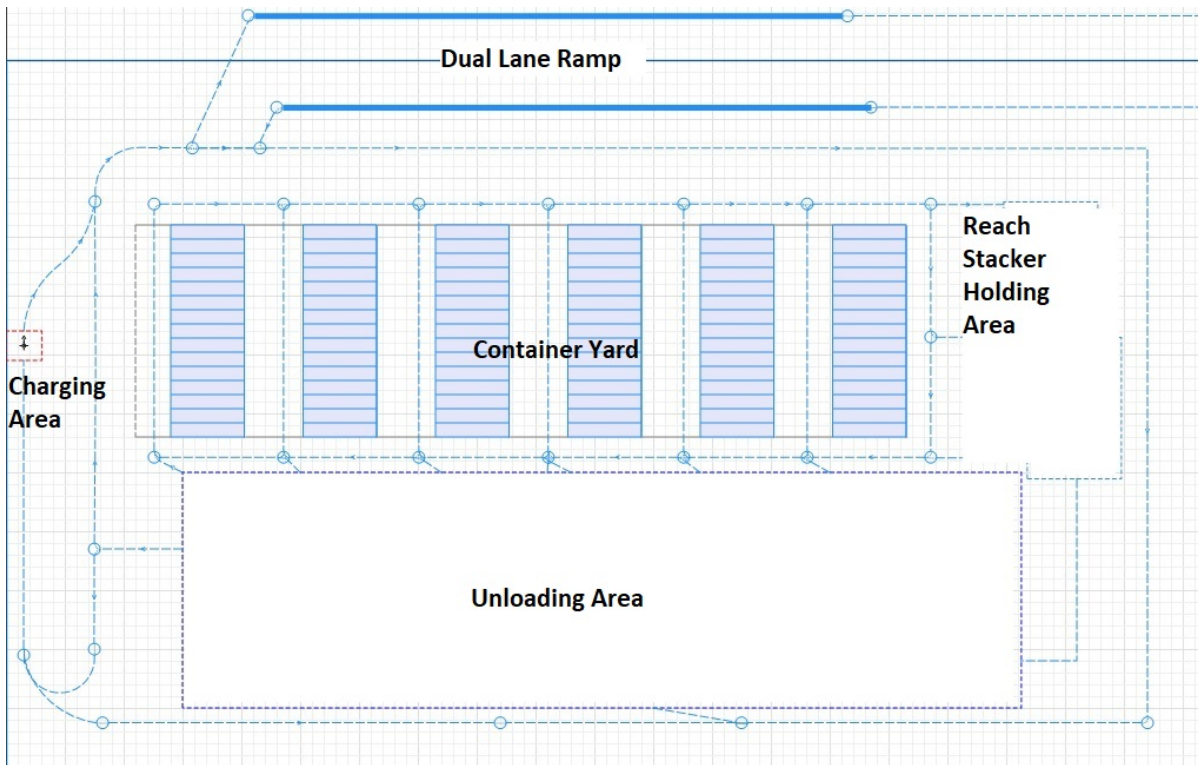 Dual Lane Ramp
Reach
Stacker
Holding
Area
Container Yard
Charging
Area
Unloading Area